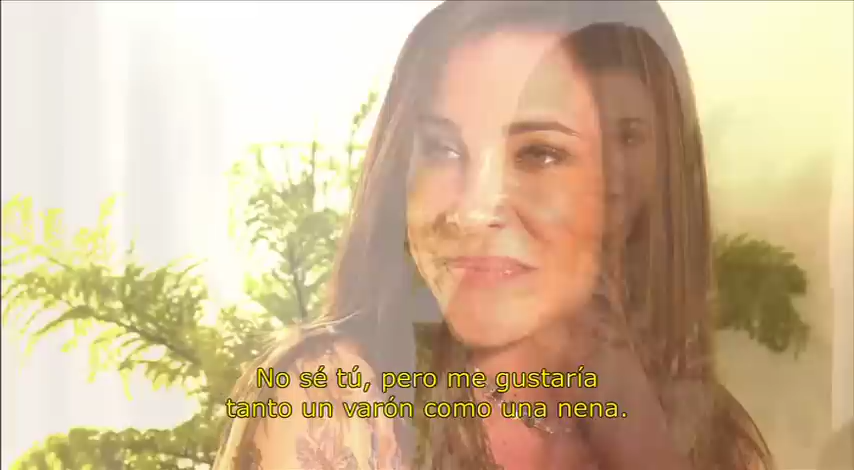 No sé tú, pero me gustaría
tanto un varón como una nena.